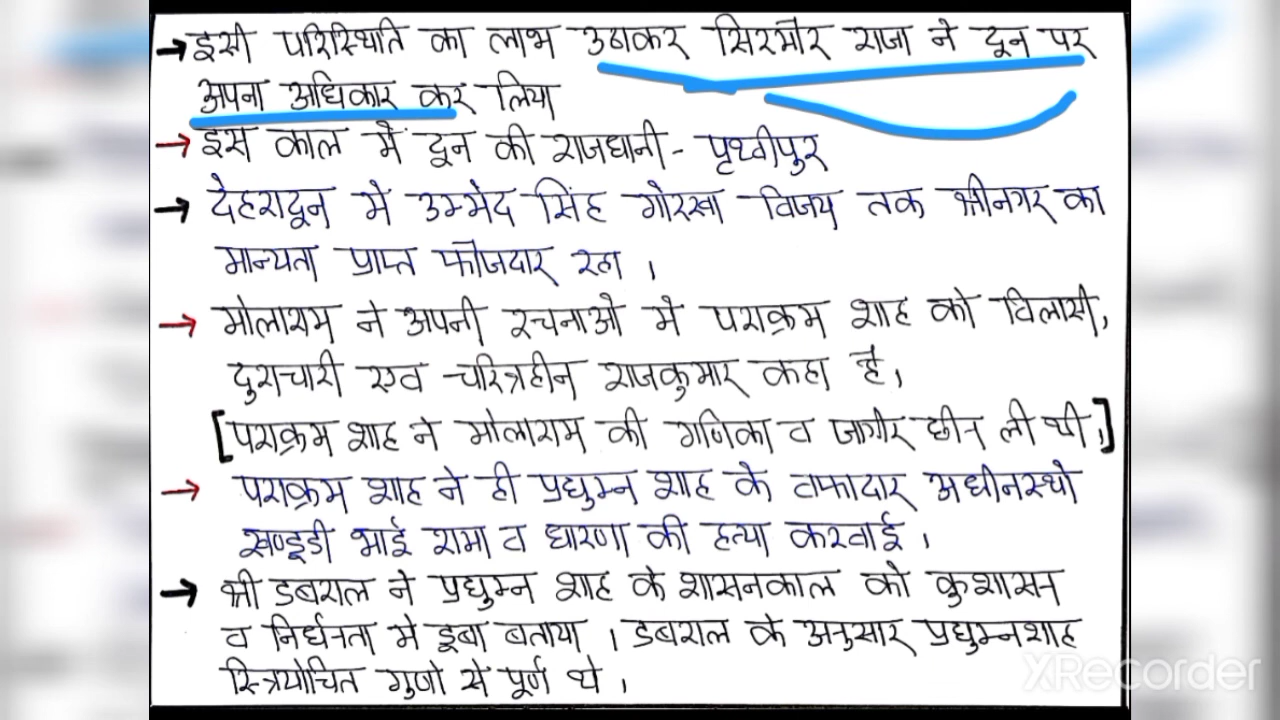 → इसी परिस्थिति का लाभ उठाकर सिरमौर राजा ने दून पर
अपना अधिकार कर लिया
→ इस काल मे दून की राजधानी - पृथ्वीपुर
→ देहरादून मे उम्मेद सिंह गोरखा विजय तक श्रीनगर का
मान्यता प्राप्त फौजदार रहा ।
→ मोलाराम ने अपनी रचनाओ मे पराक्रम शाह को विलासी,
दुराचारी एव चरित्रहीन राजकुमार कहा है ,
[पराक्रम शाह ने मोलाराम की गणिका व जागीर छीन ली थी ,]
→ पराक्रम शाह ने ही प्रद्युम्न शाह के वफादार अधीनस्थो
खण्डूडी भाई रामा व धारणा की हत्या करवाई ।
→ श्री डबराल ने प्रद्युम्न शाह के शासनकाल को कुशासन
व निर्धनता मे डूबा बताया । डबराल के अनुसार प्रद्युम्नशाह
स्त्रियोचित गुणो से पूर्ण थे ।
XRecorder